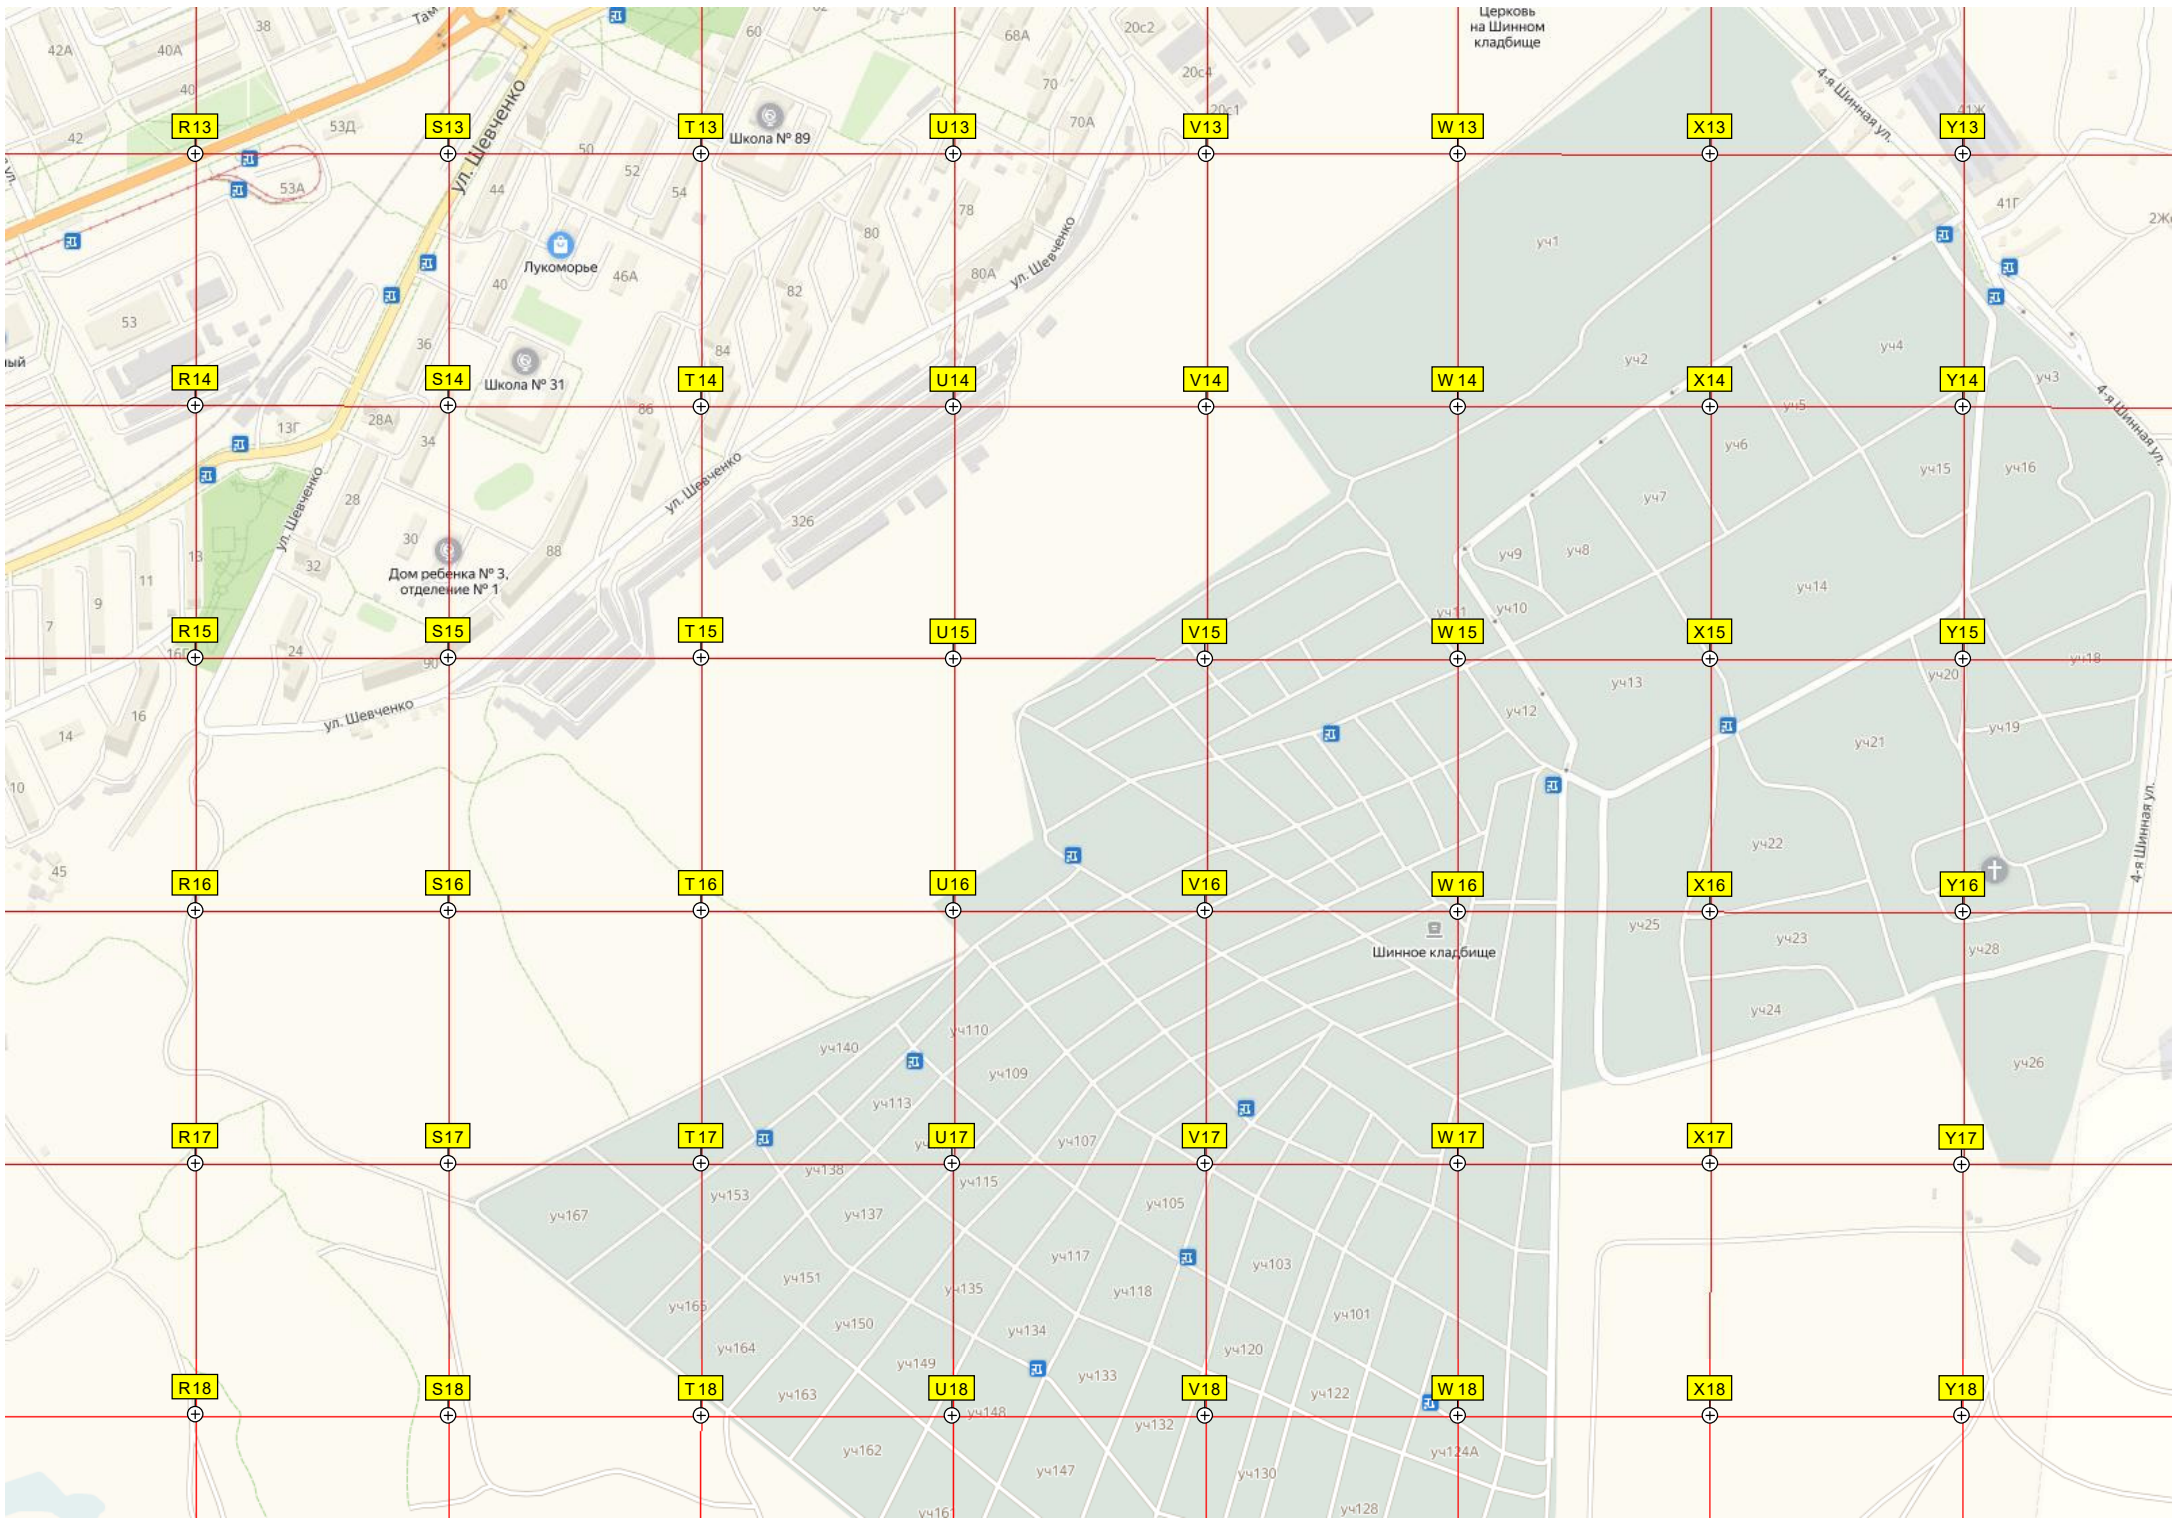 Там
38
62
60
68А
20с2
Церковь
на Шинном
кладбище
42А
40А
40
20с4
70
4-я Шинная ул.
41Ж
42
53Д
ул. Шевченко
50
Школа № 89
70А
20с1
R13
S13
T13
U13
V13
W13
X13
Y13
53А
44
52
54
78
80
41Г
2Ж
уч1
Лукоморье
46А
40
80А
ул. Шевченко
82
53
36
84
уч2
уч4
уч3
Школа № 31
R14
S14
T14
U14
V14
W14
X14
Y14
28А
13Г
34
86
уч5
уч6
4-я Шинная ул.
28
ул. Шевченко
ул. Шевченко
326
уч7
уч15
уч16
13
30
88
32
уч9
уч8
Дом ребенка № 3,
отделение № 1
11
9
7
уч14
уч11
уч10
R15
S15
T15
U15
V15
W15
X15
Y15
24
90
уч18
уч13
уч20
16
14
ул. Шевченко
уч12
уч19
уч21
10
4-я Шинная ул.
45
уч22
R16
S16
T16
U16
V16
W16
X16
Y16
уч25
уч23
уч28
Шинное кладбище
уч24
уч110
уч140
уч109
уч26
уч113
уч107
R17
S17
T17
U17
V17
W17
X17
Y17
уч138
уч153
уч115
уч105
уч167
уч137
уч117
уч103
уч151
уч135
уч118
уч165
уч101
уч150
уч134
уч164
уч120
уч149
уч133
уч163
уч122
R18
S18
T18
U18
V18
W18
X18
Y18
уч148
уч132
уч162
уч124А
уч147
уч130
уч161
уч128